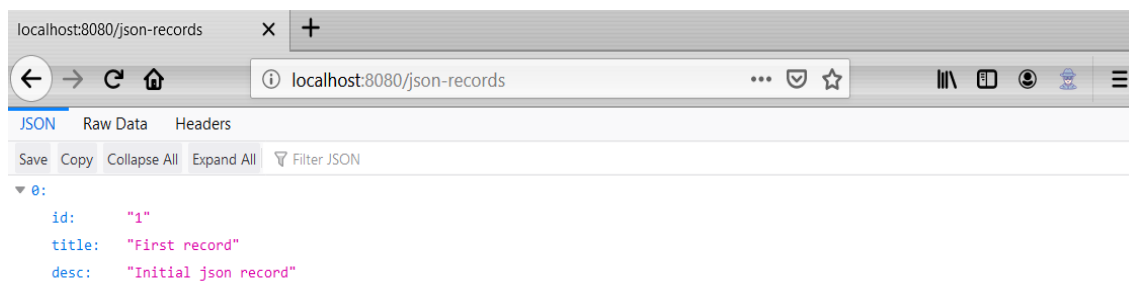 localhost:8080/json-records
localhost:8080/json-records
JSON Raw Data Headers
Save Copy Collapse All Expand All Filter JSON
0:
id: "1"
title: "First record"
desc: "Initial json record"